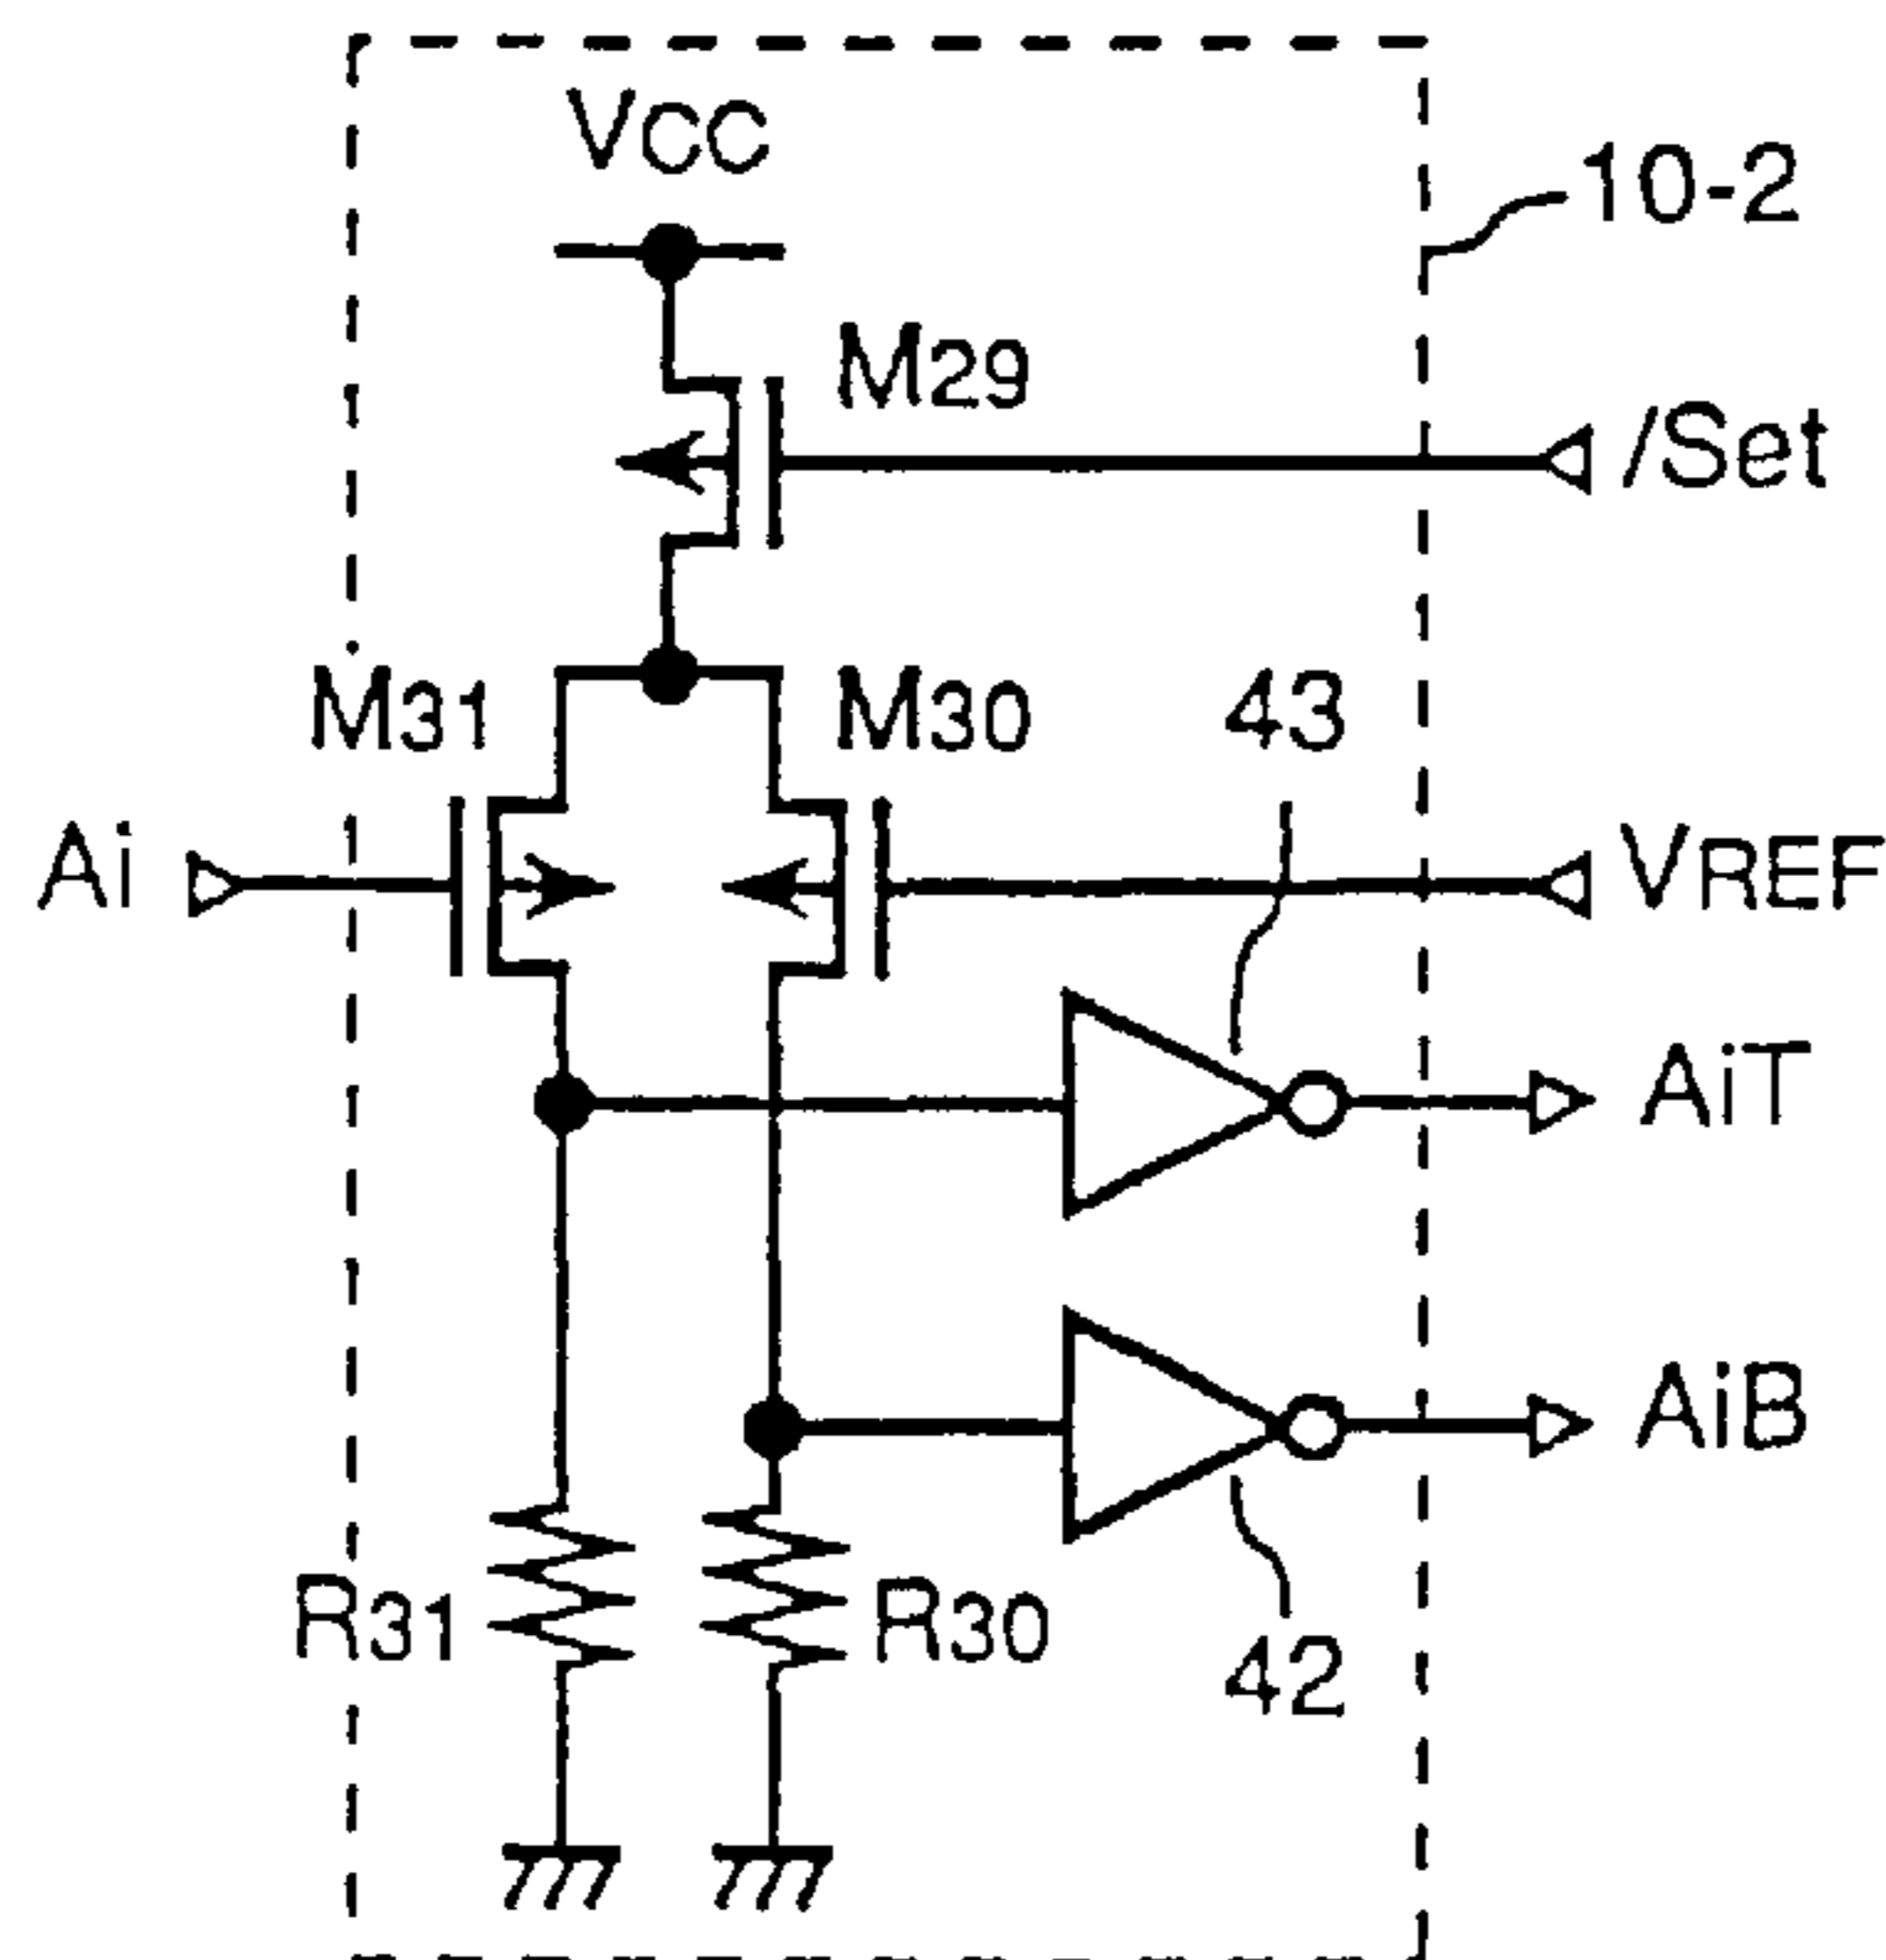 VCC
10-2
M29
/Set
M31
M30
43
Ai
VREF
AiT
AiB
R31
R30
42